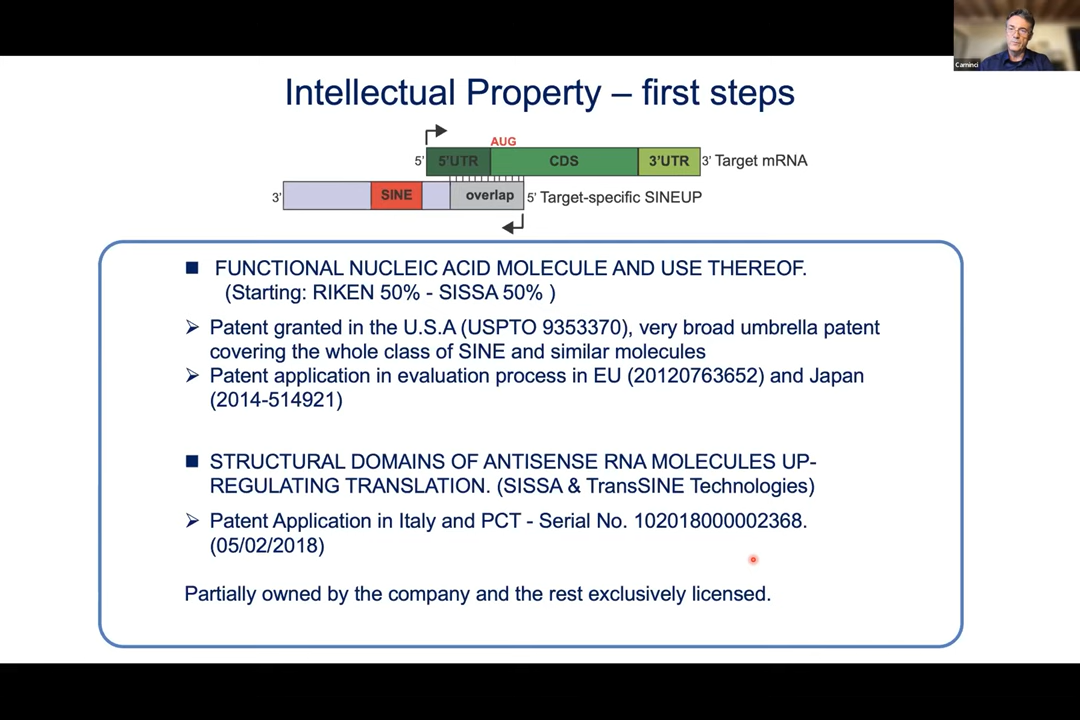 Carninci
Intellectual Property – first steps
AUG
5' 5'UTR CDS 3'UTR 3' Target mRNA
3' SINE overlap 5' Target-specific SINEUP
■ FUNCTIONAL NUCLEIC ACID MOLECULE AND USE THEREOF.
(Starting: RIKEN 50% - SISSA 50% )
➢ Patent granted in the U.S.A (USPTO 9353370), very broad umbrella patent
covering the whole class of SINE and similar molecules
➢ Patent application in evaluation process in EU (20120763652) and Japan
(2014-514921)
■ STRUCTURAL DOMAINS OF ANTISENSE RNA MOLECULES UP-
REGULATING TRANSLATION. (SISSA & TransSINE Technologies)
➢ Patent Application in Italy and PCT - Serial No. 102018000002368.
(05/02/2018)
Partially owned by the company and the rest exclusively licensed.